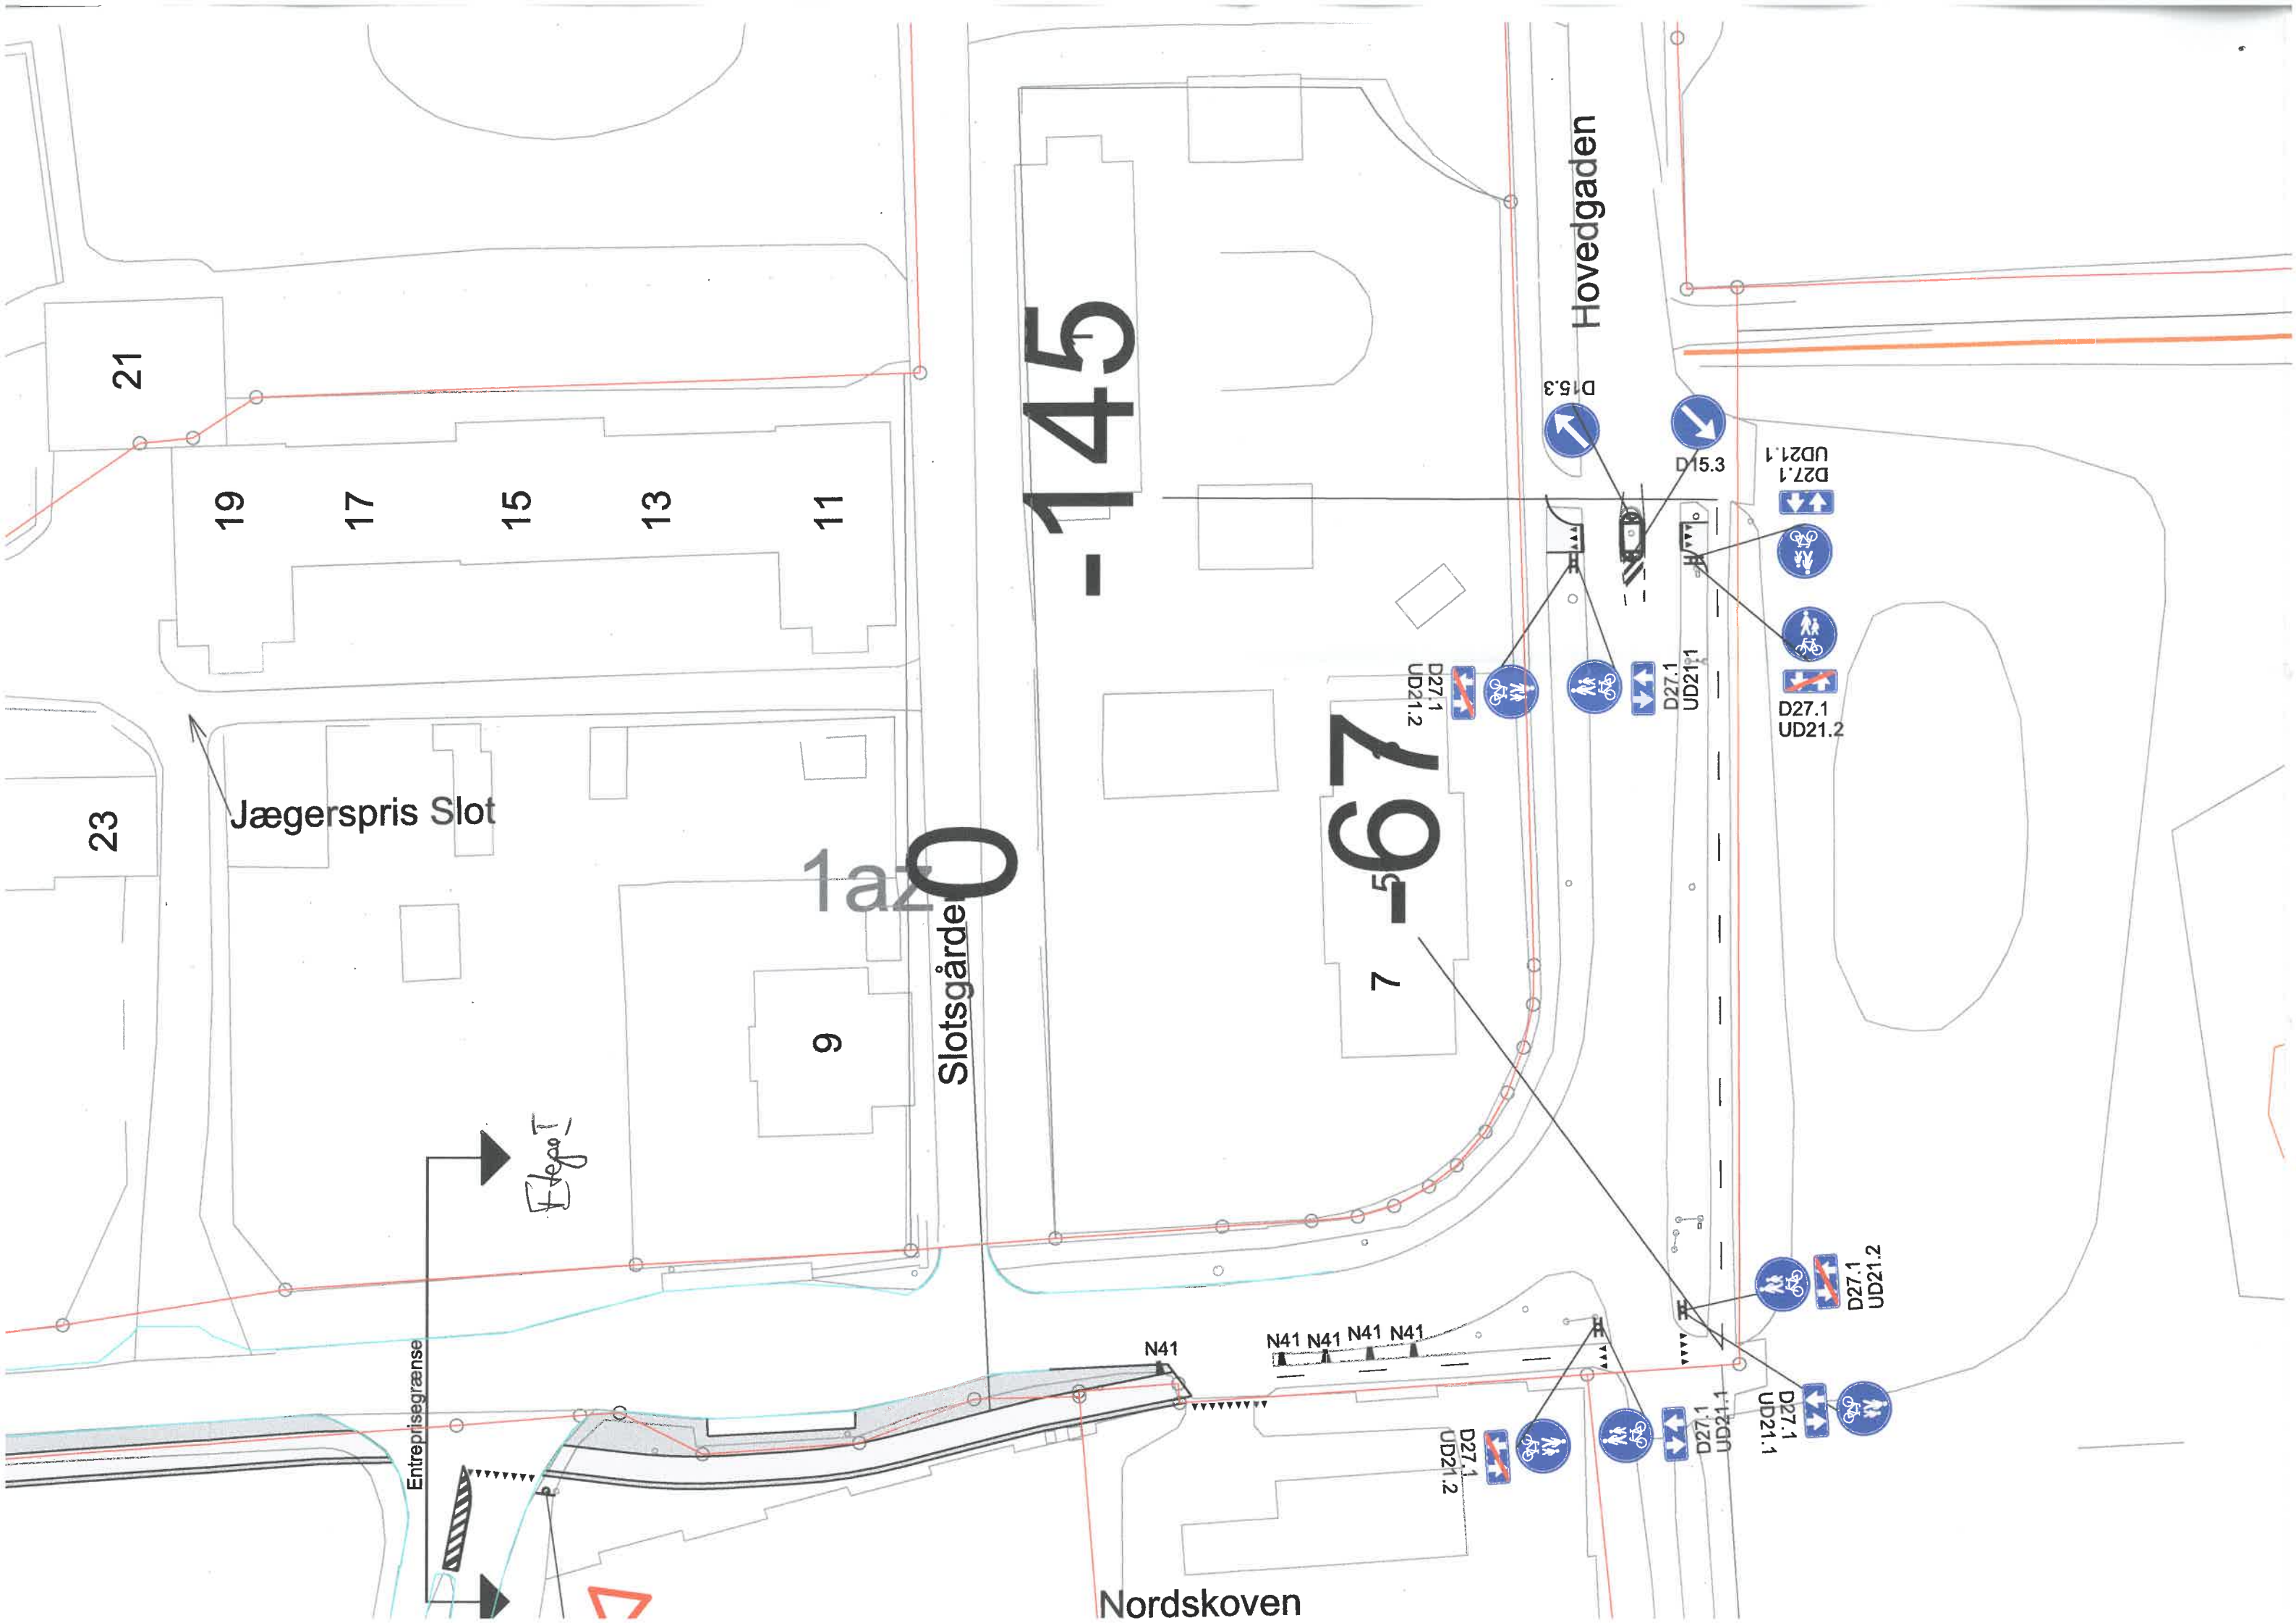 21
19
17
15
13
11
-145
Hovedgaden
D15.3
D15.3
D27.1
UD21.1
D27.1
UD21.2
D27.1
UD21.1
D27.1
UD21.2
23
Jægerspris Slot
1az
0
Slotsgården
-67
5
7
9
Etape I
Entreprisegrænse
N41
N41
N41
N41
N41
D27.1
UD21.2
D27.1
UD21.1
D27.1
UD21.1
D27.1
UD21.2
Nordskoven